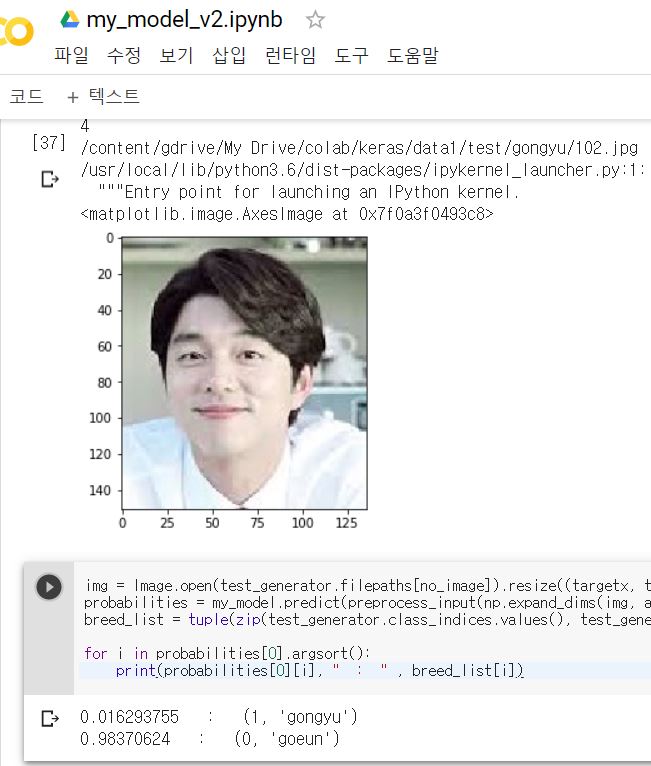 my_model_v2.ipynb
파일 수정 보기 삽입 런타임 도구 도움말
코드 + 텍스트
4
[37] /content/gdrive/My Drive/colab/keras/data1/test/gongyu/102.jpg
/usr/local/lib/python3.6/dist-packages/ipykernel_launcher.py:1:
"""Entry point for launching an IPython kernel.
<matplotlib.image.AxesImage at 0x7f0a3f0493c8>
0
20
40
60
80
100
120
140
0 25 50 75 100 125
img = Image.open(test_generator.filepaths[no_image]).resize((targetx, t
probabilities = my_model.predict(preprocess_input(np.expand_dims(img, a
breed_list = tuple(zip(test_generator.class_indices.values(), test_gene
for i in probabilities[0].argsort():
print(probabilities[0][i], " : " , breed_list[i])
0.016293755 : (1, 'gongyu')
0.98370624 : (0, 'goeun')